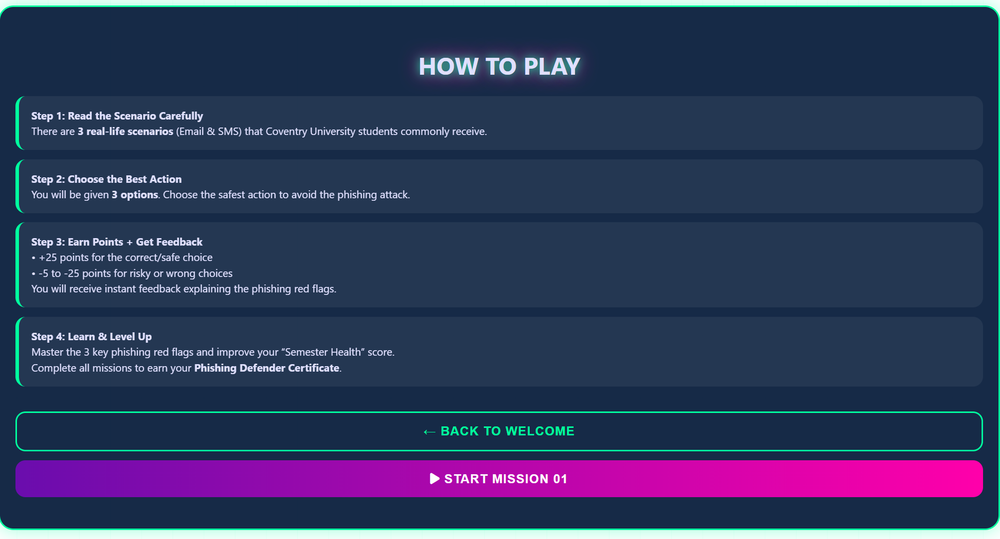 HOW TO PLAY
Step 1: Read the Scenario Carefully
There are 3 real-life scenarios (Email & SMS) that Coventry University students commonly receive.
Step 2: Choose the Best Action
You will be given 3 options. Choose the safest action to avoid the phishing attack.
Step 3: Earn Points + Get Feedback
• +25 points for the correct/safe choice
• -5 to -25 points for risky or wrong choices
You will receive instant feedback explaining the phishing red flags.
Step 4: Learn & Level Up
Master the 3 key phishing red flags and improve your “Semester Health” score.
Complete all missions to earn your Phishing Defender Certificate.
← BACK TO WELCOME
▶ START MISSION 01